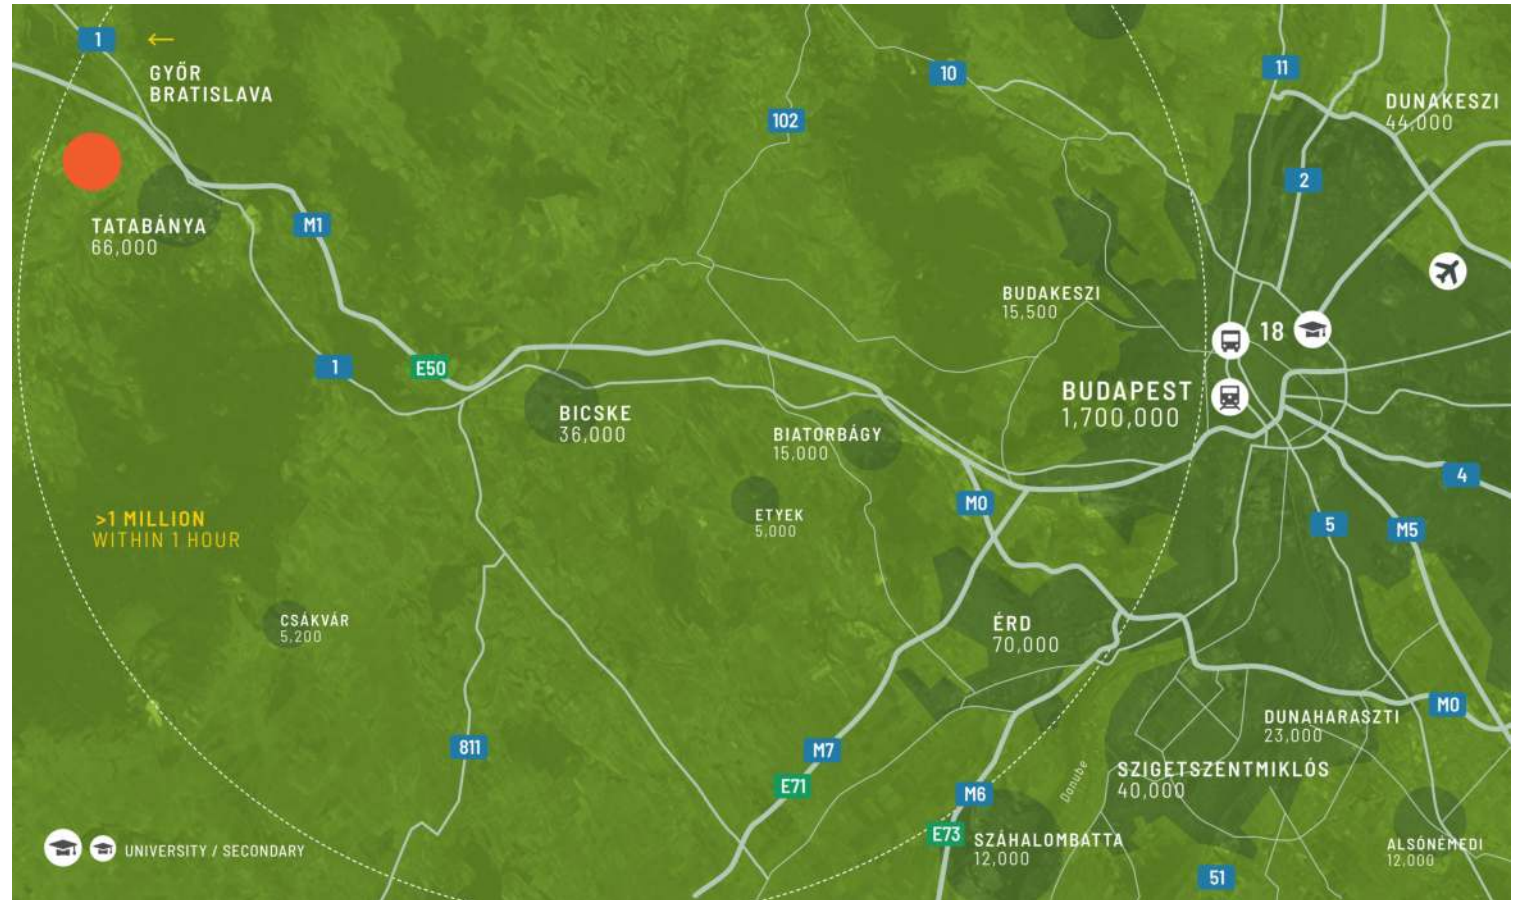 1
←
GYŐR
BRATISLAVA
10
11
DUNAKESZI
44,000
102
2
TATABÁNYA
66,000
M1
BUDAKESZI
15,500
18
1
E50
BUDAPEST
1,700,000
BICSKE
36,000
BIATORBÁGY
15,000
4
M0
ETYEK
5,000
5
M5
>1 MILLION
WITHIN 1 HOUR
CSÁKVÁR
5,200
ÉRD
70,000
M0
DUNAHARASZTI
23,000
811
M7
SZIGETSZENTMIKLÓS
40,000
Danube
E71
M6
E73
SZÁHALOMBATTA
12,000
ALSÓNÉMEDI
12,000
UNIVERSITY / SECONDARY
51